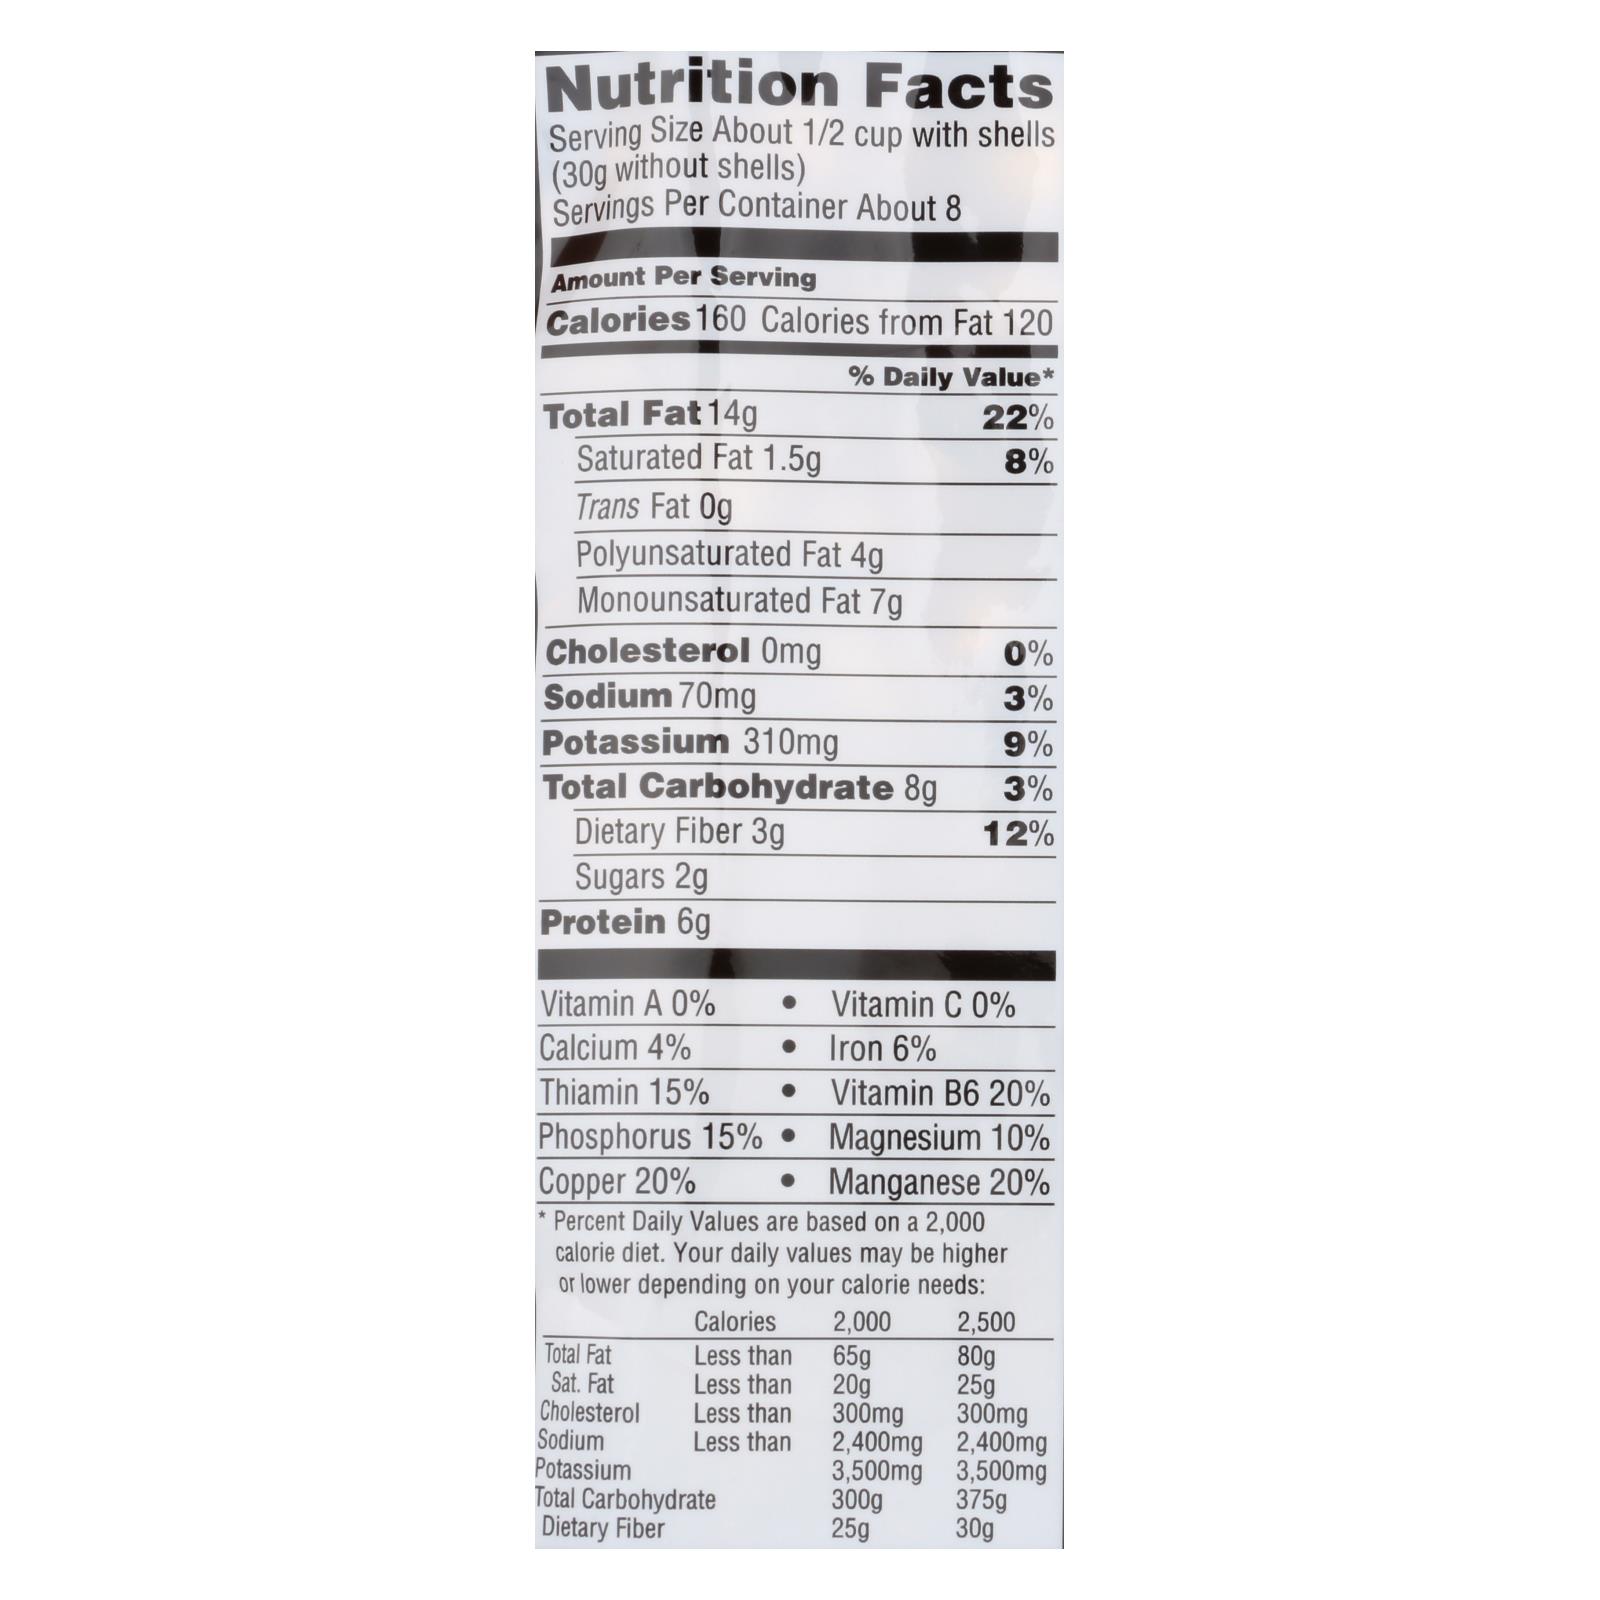 Nutrition Facts
Serving Size About 1/2 cup with shells
(30g without shells)
Servings Per Container About 8
Amount Per Serving
Calories 160 Calories from Fat 120
% Daily Value*
Total Fat 14g 22%
Saturated Fat 1.5g 8%
Trans Fat 0g
Polyunsaturated Fat 4g
Monounsaturated Fat 7g
Cholesterol 0mg 0%
Sodium 70mg 3%
Potassium 310mg 9%
Total Carbohydrate 8g 3%
Dietary Fiber 3g 12%
Sugars 2g
Protein 6g
Vitamin A 0% • Vitamin C 0%
Calcium 4% • Iron 6%
Thiamin 15% • Vitamin B6 20%
Phosphorus 15% • Magnesium 10%
Copper 20% • Manganese 20%
* Percent Daily Values are based on a 2,000
calorie diet. Your daily values may be higher
or lower depending on your calorie needs:
Calories 2,000 2,500
Total Fat Less than 65g 80g
Sat. Fat Less than 20g 25g
Cholesterol Less than 300mg 300mg
Sodium Less than 2,400mg 2,400mg
Potassium 3,500mg 3,500mg
Total Carbohydrate 300g 375g
Dietary Fiber 25g 30g